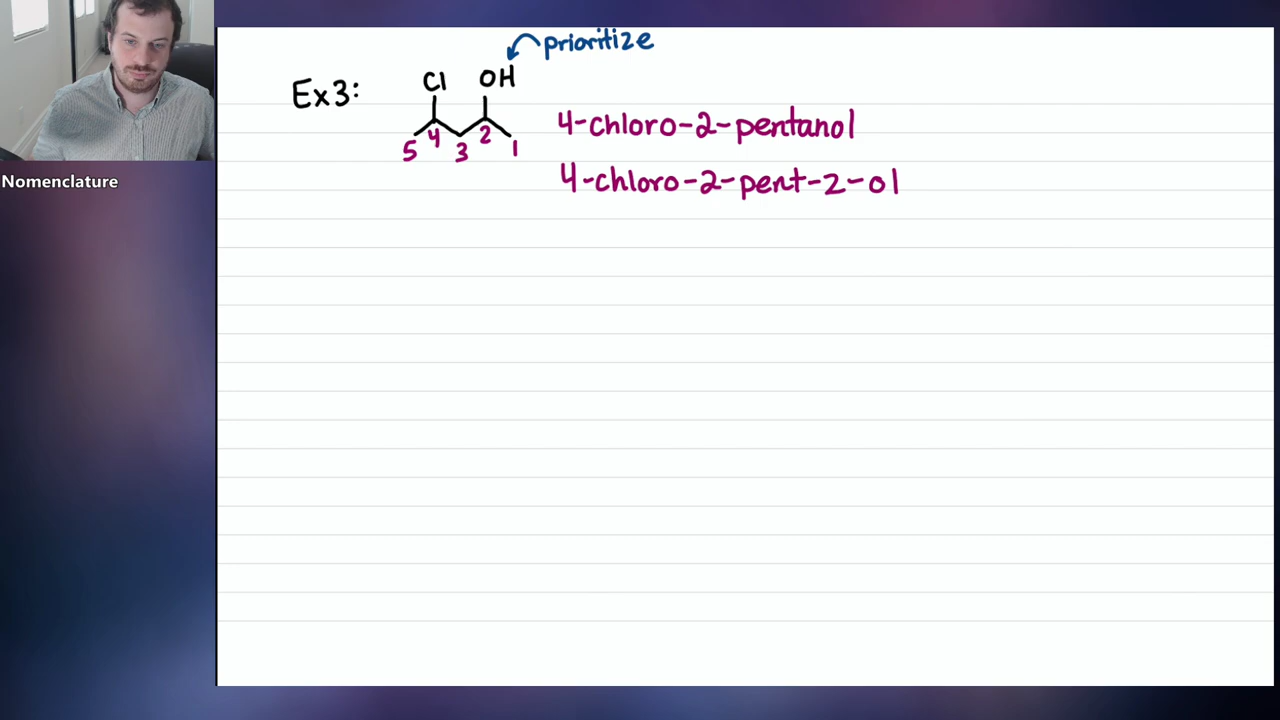 prioritize
Ex3:
Cl OH
5 4 3 2 1
4-chloro-2-pentanol
4-chloro-2-pent-2-ol
Nomenclature